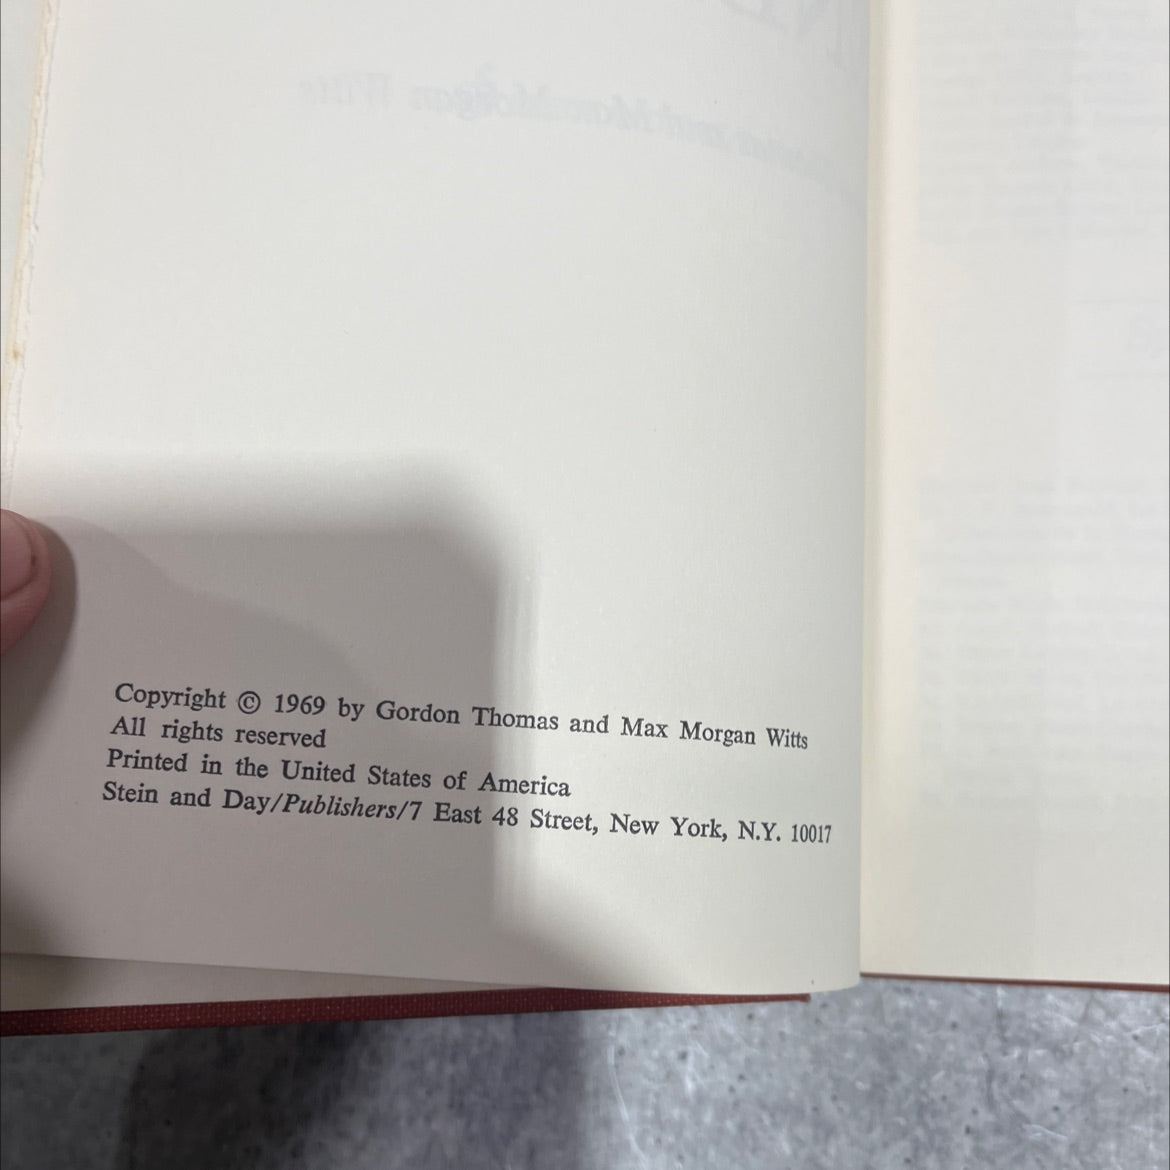 Copyright © 1969 by Gordon Thomas and Max Morgan Witts
All rights reserved
Printed in the United States of America
Stein and Day/Publishers/7 East 48 Street, New York, N.Y. 10017